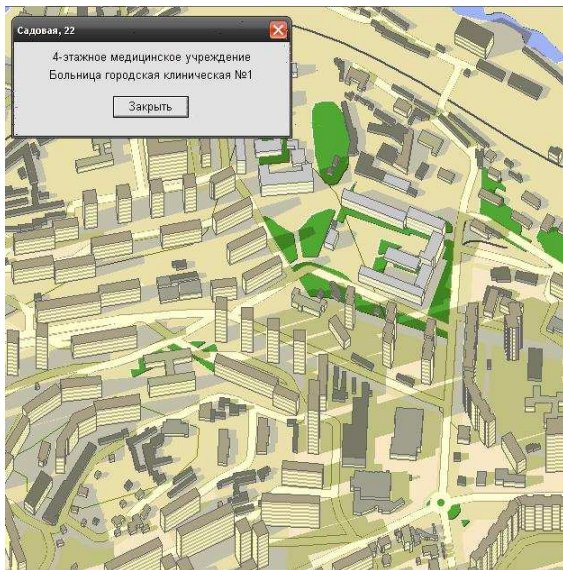 Садовая, 22
4-этажное медицинское учреждение
Больница городская клиническая №1
Закрыть